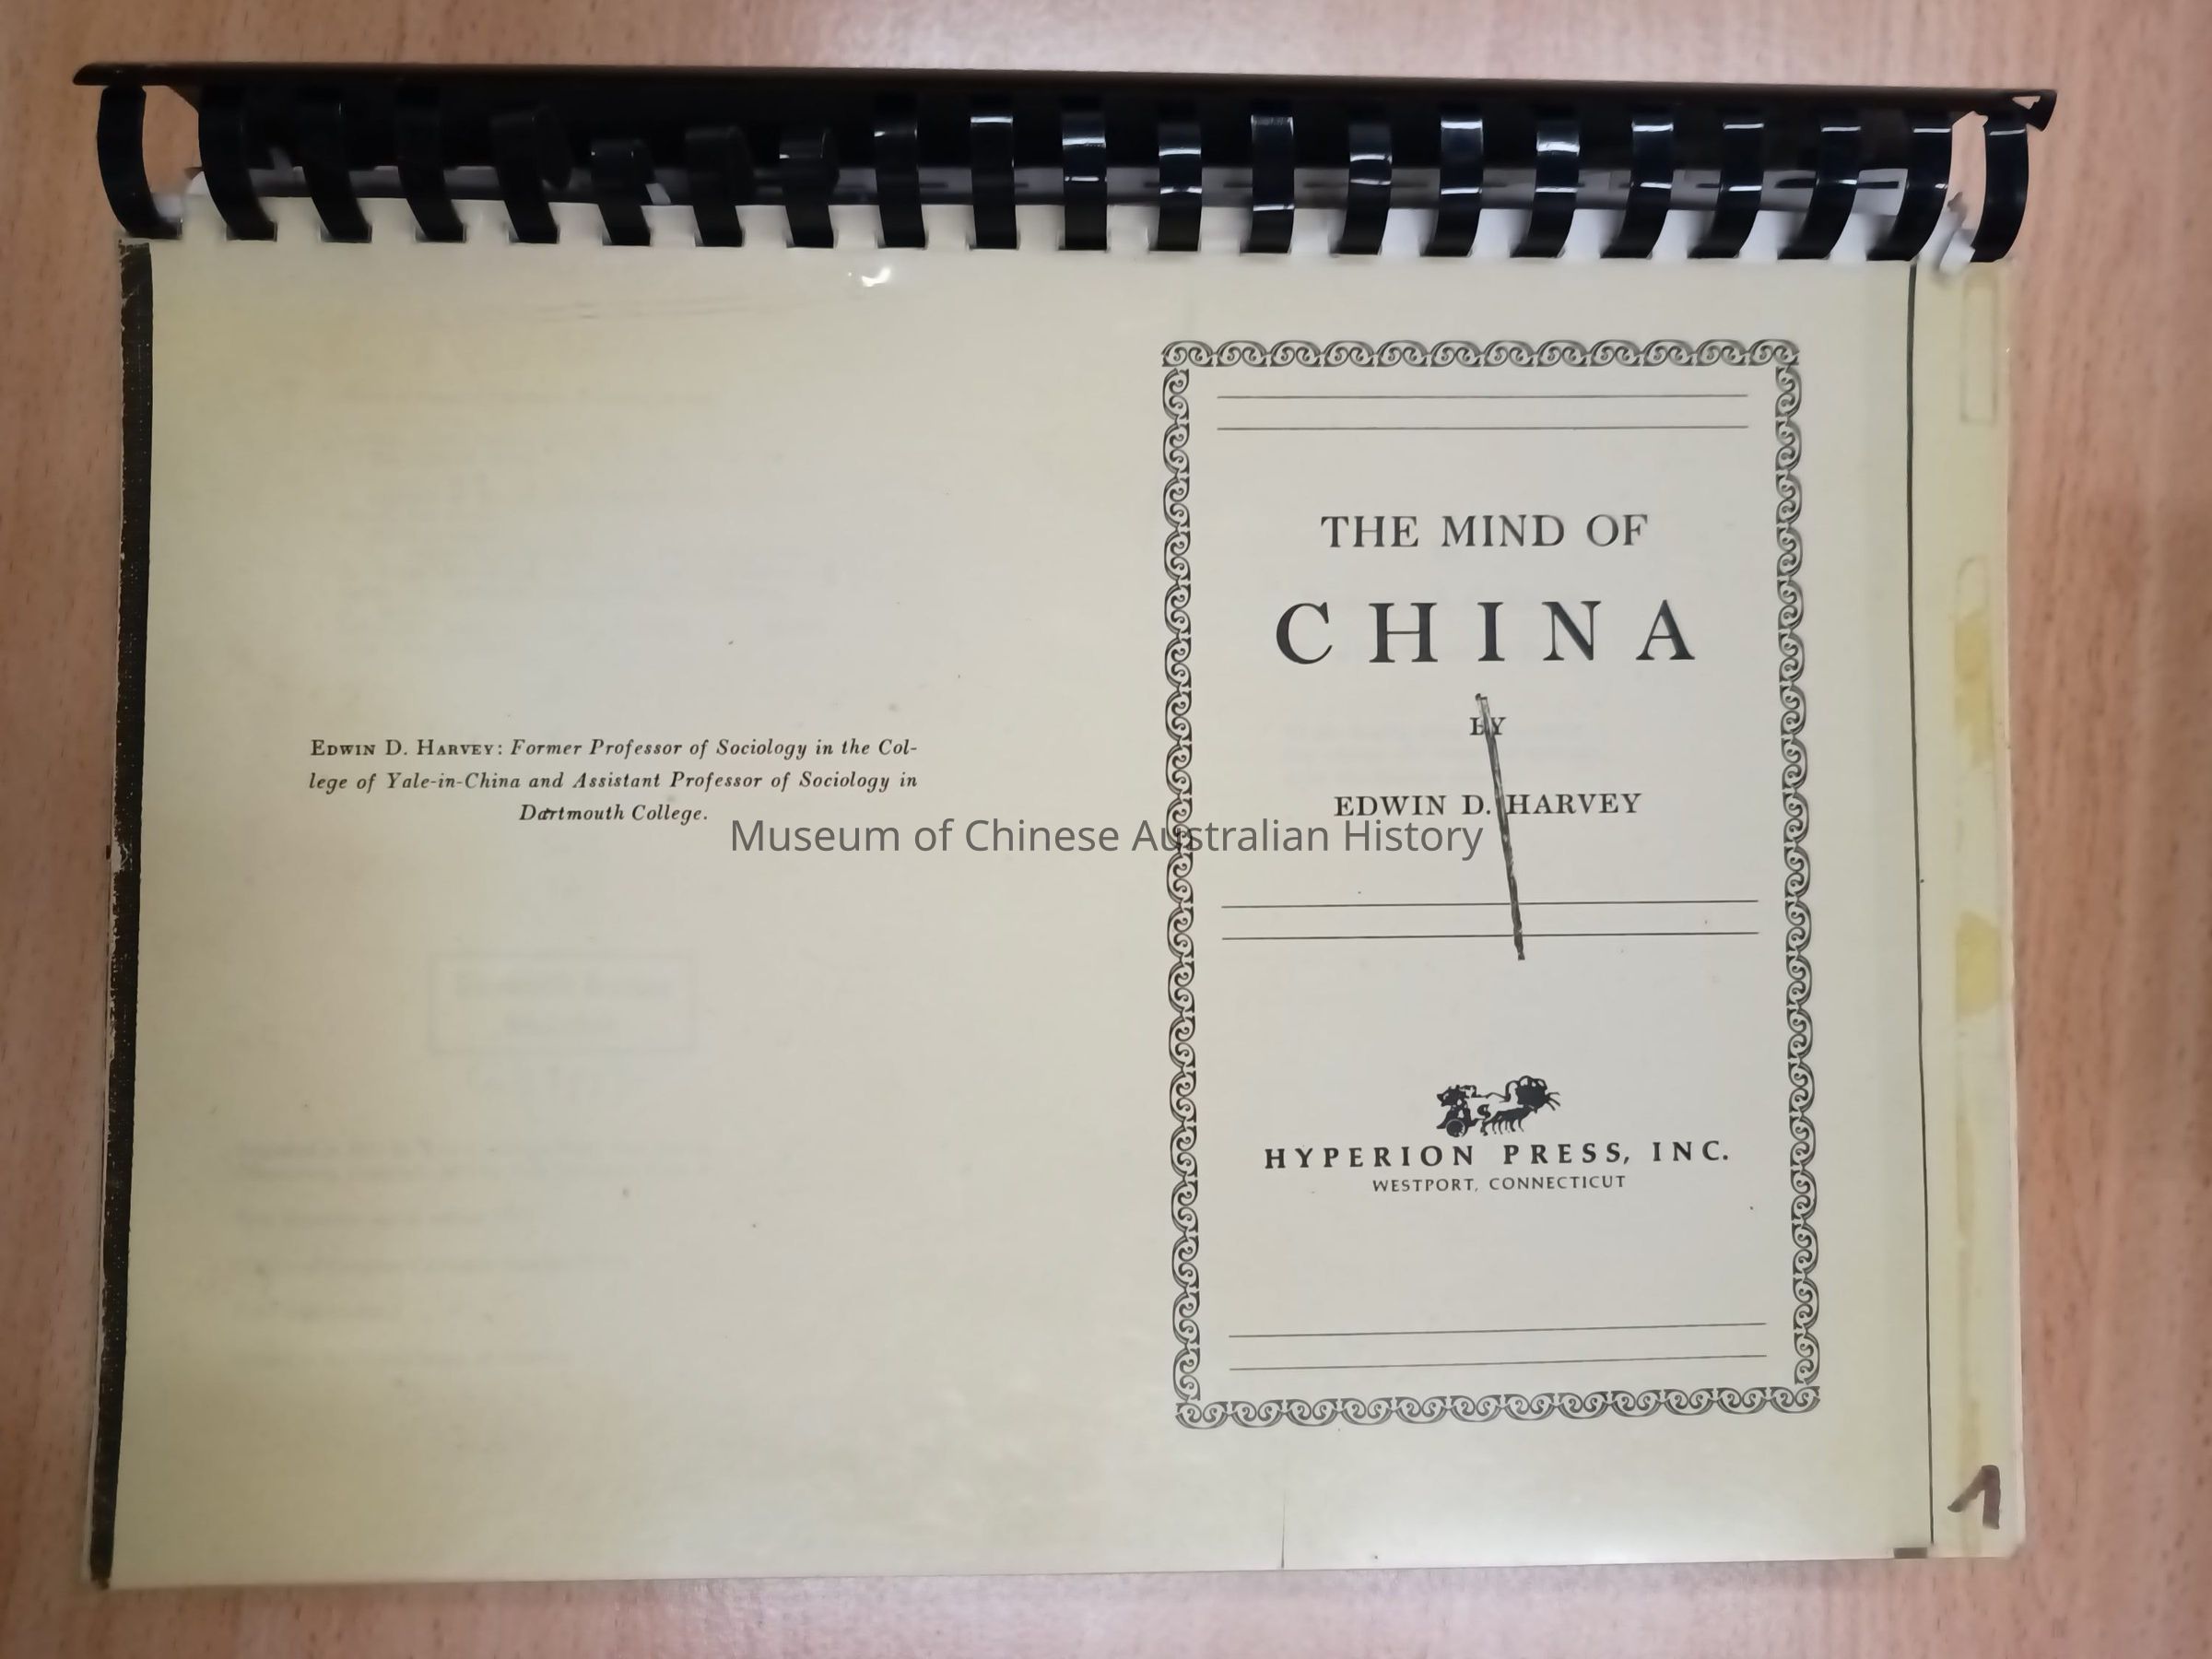 EDWIN D. HARVEY: Former Professor of Sociology in the Col-
lege of Yale-in-China and Assistant Professor of Sociology in
Dartmouth College.
THE MIND OF
CHINA
BY
EDWIN D. HARVEY
HYPERION PRESS, INC.
WESTPORT, CONNECTICUT
1
Museum of Chinese Australian History